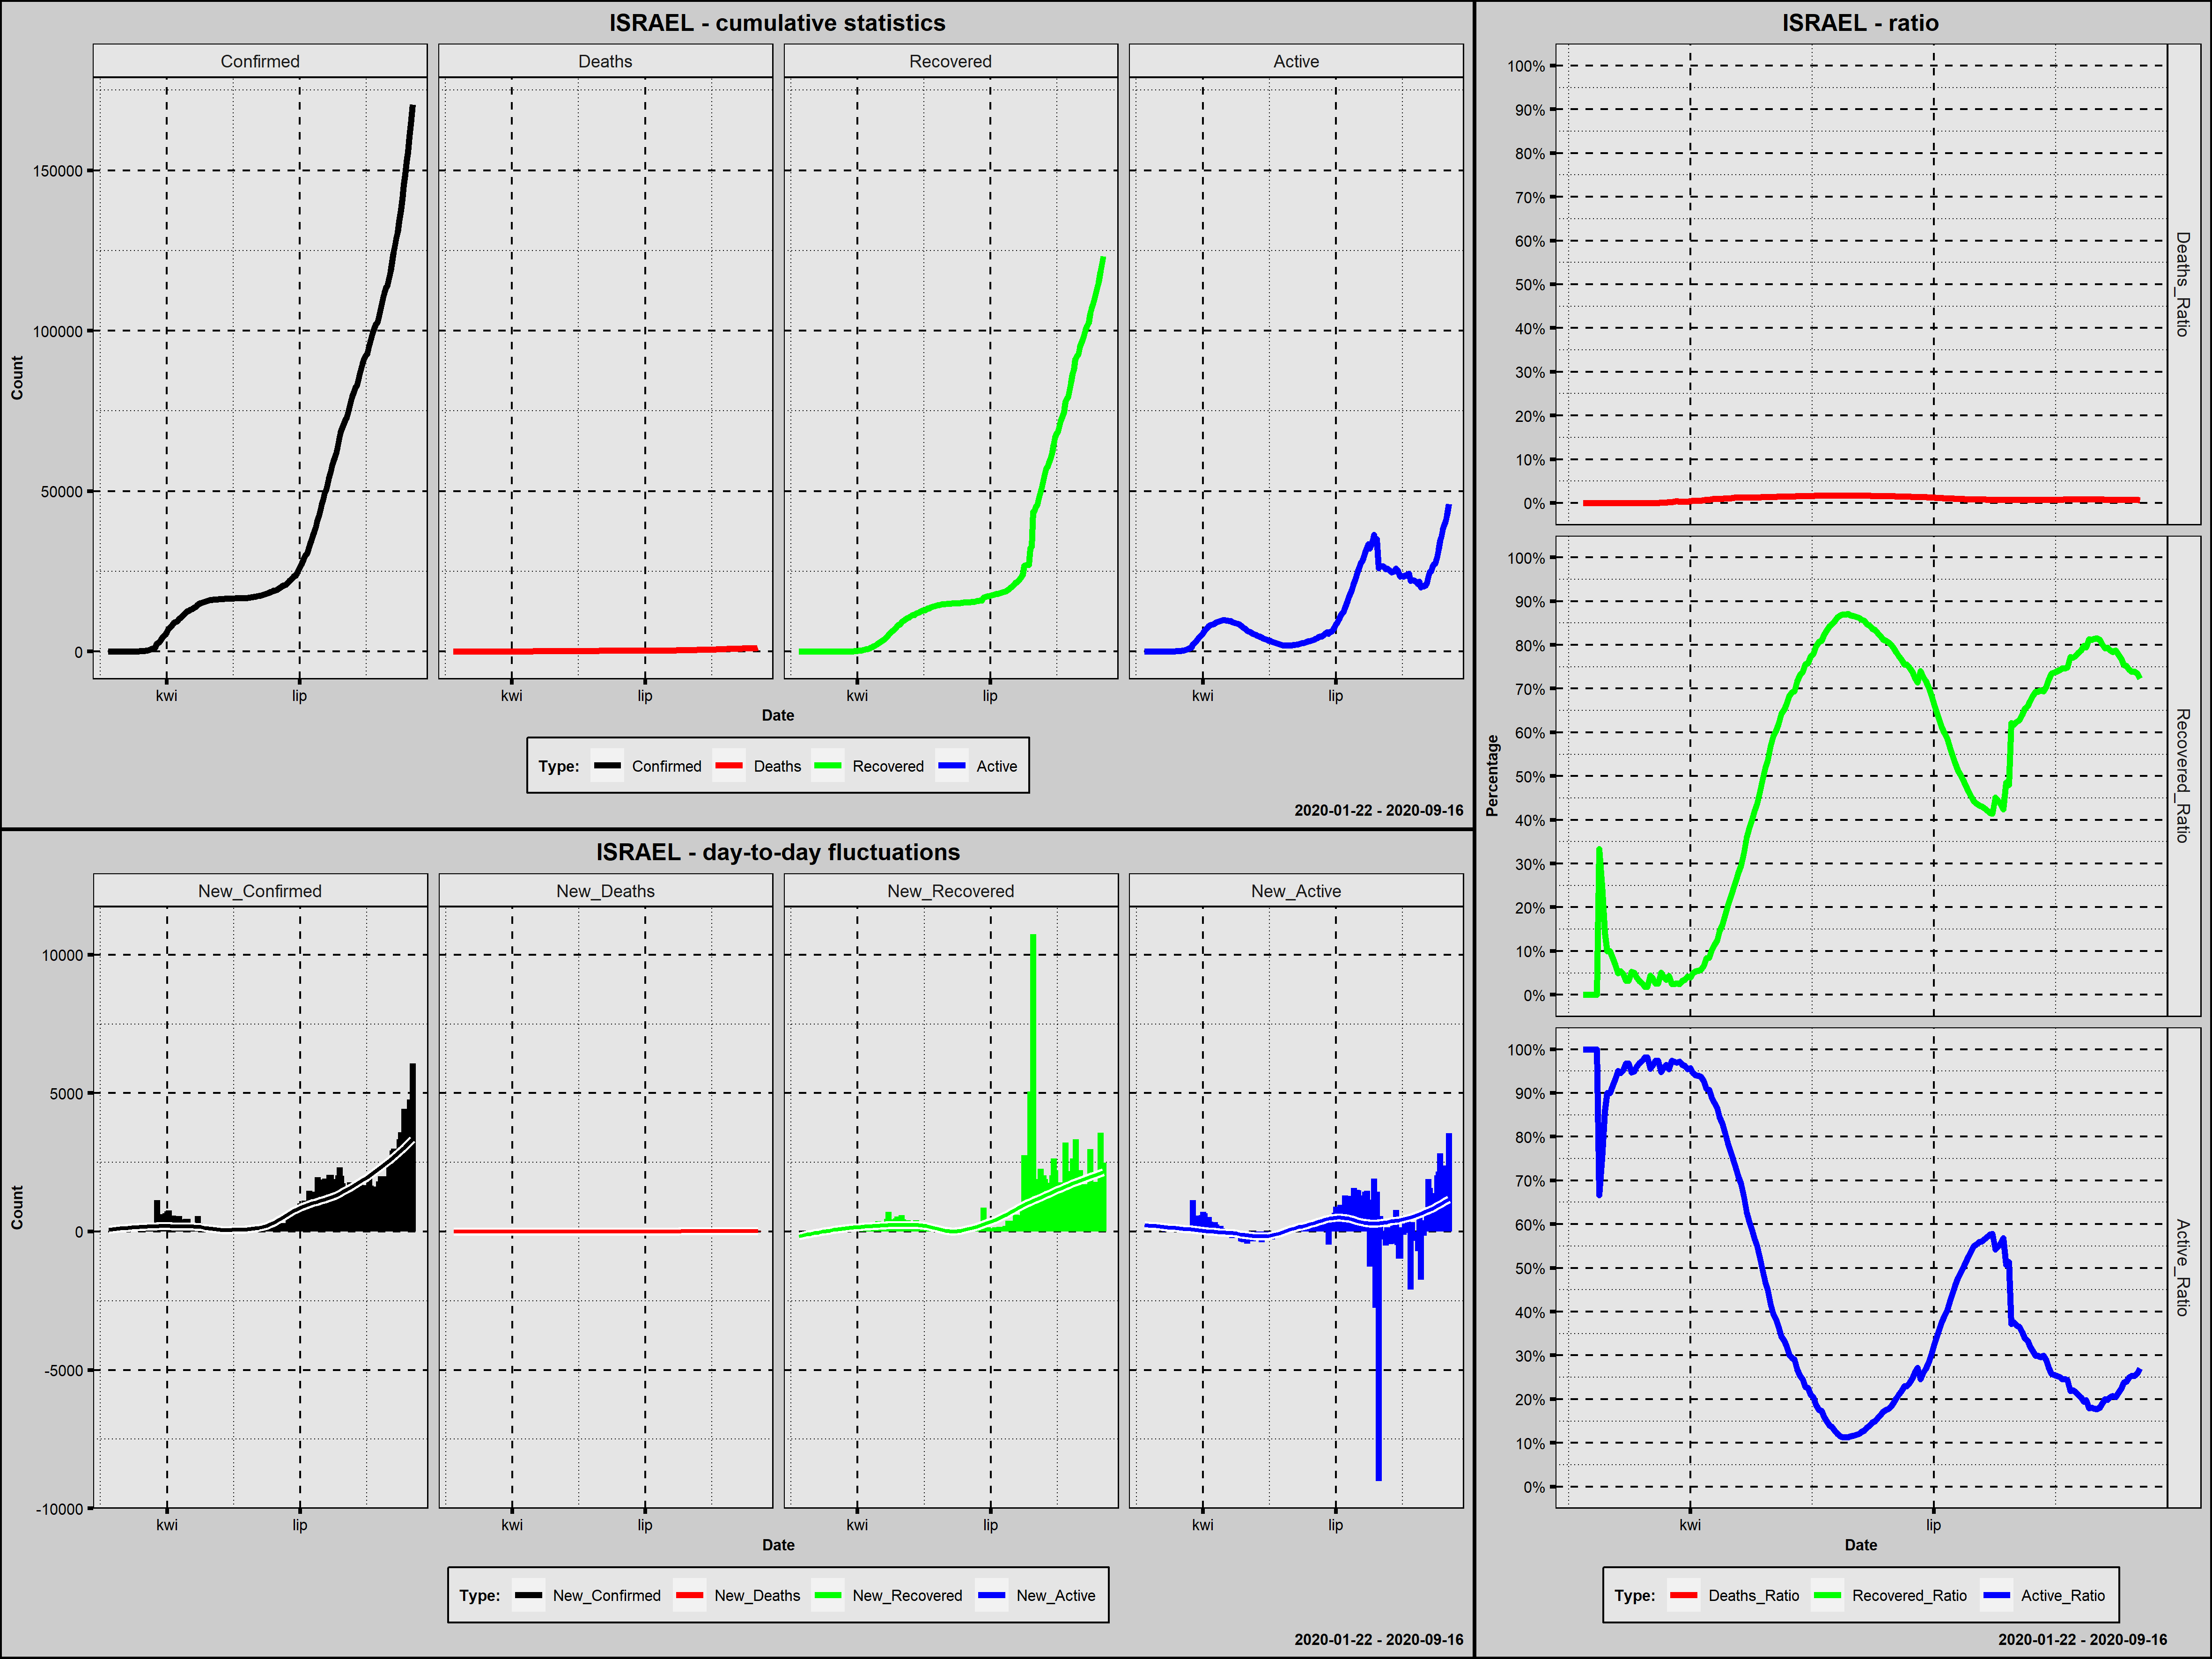 ISRAEL - cumulative statistics
Confirmed Deaths Recovered Active
150000
100000
50000
0
Count
kwi lip kwi lip kwi lip kwi lip
Date
Type: Confirmed Deaths Recovered Active
2020-01-22 - 2020-09-16
ISRAEL - day-to-day fluctuations
New_Confirmed New_Deaths New_Recovered New_Active
10000
5000
0
-5000
-10000
Count
kwi lip kwi lip kwi lip kwi lip
Date
Type: New_Confirmed New_Deaths New_Recovered New_Active
2020-01-22 - 2020-09-16
ISRAEL - ratio
100%
90%
80%
70%
60%
50%
40%
30%
20%
10%
0%
Deaths_Ratio
100%
90%
80%
70%
60%
50%
40%
30%
20%
10%
0%
Recovered_Ratio
100%
90%
80%
70%
60%
50%
40%
30%
20%
10%
0%
Active_Ratio
Percentage
kwi lip
Date
Type: Deaths_Ratio Recovered_Ratio Active_Ratio
2020-01-22 - 2020-09-16